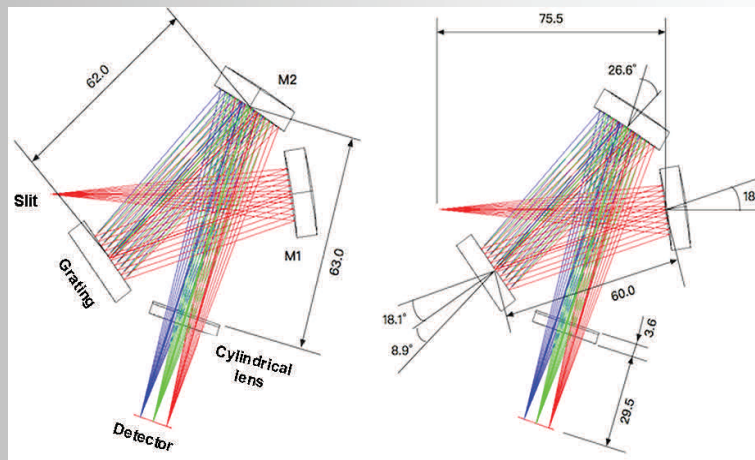 62.0
M2
Slit
M1
Grating
63.0
Cylindrical
lens
Detector
75.5
26.6°
18
60.0
18.1°
8.9°
3.6
29.5